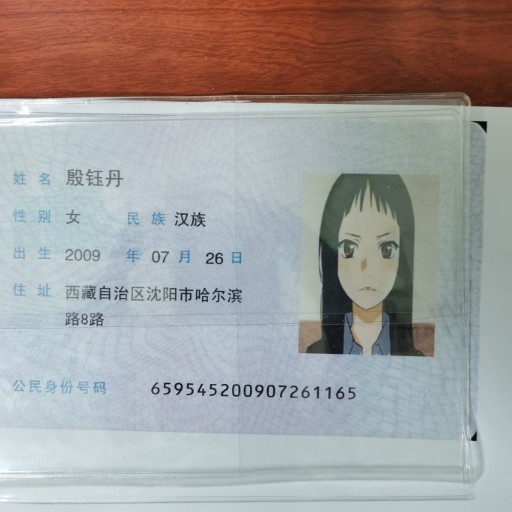 姓名 殷钰丹
性别 女 民族 汉族
出生 2009 年 07 月 26 日
住址 西藏自治区沈阳市哈尔滨
路8路
公民身份号码 659545200907261165